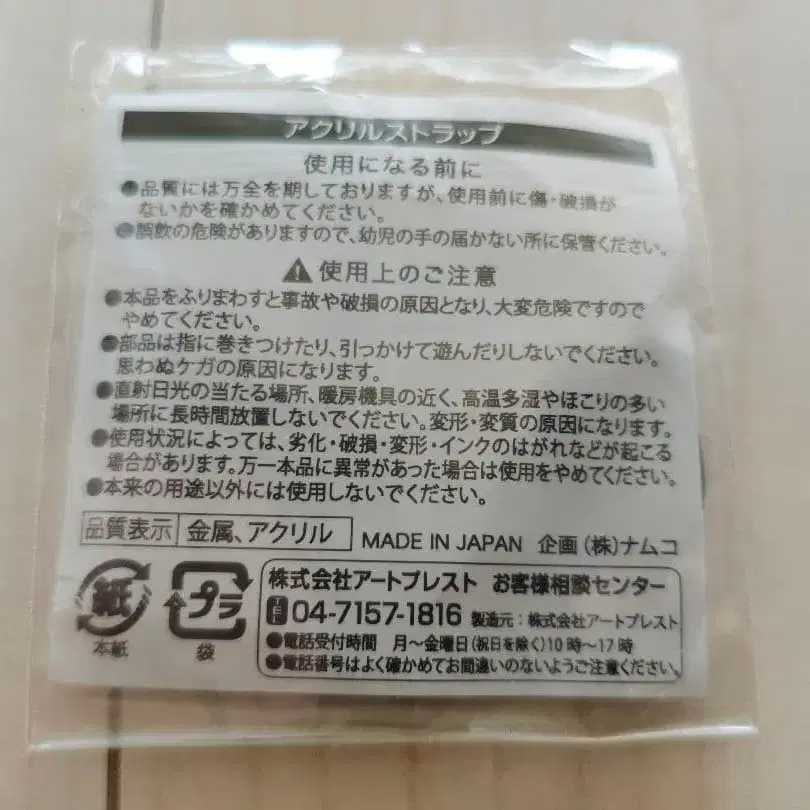 アクリルストラップ
使用になる前に
●品質には万全を期しておりますが、使用前に傷・破損が
ないかを確かめてください。
●誤飲の危険がありますので、幼児の手の届かない所に保管ください。
⚠使用上のご注意
●本品をふりまわすと事故や破損の原因となり、大変危険ですので
やめてください。
●部品は指に巻きつけたり、引っかけて遊んだりしないでください。
思わぬケガの原因になります。
●直射日光の当たる場所、暖房機具の近く、高温多湿やほこりの多い
場所に長時間放置しないでください。変形・変質の原因になります。
●使用状況によっては、劣化・破損・変形・インクのはがれなどが起こる
場合があります。万一本品に異常があった場合は使用をやめてください。
●本来の用途以外には使用しないでください。
品質表示 金属、アクリル MADE IN JAPAN 企画(株)ナムコ
紙
本紙
プラ
袋
株式会社アートプレスト お客様相談センター
TEL 04-7157-1816 製造元：株式会社アートプレスト
●電話受付時間 月〜金曜日(祝日を除く)10時〜17時
●電話番号はよく確かめてお間違いのないようご注意ください。